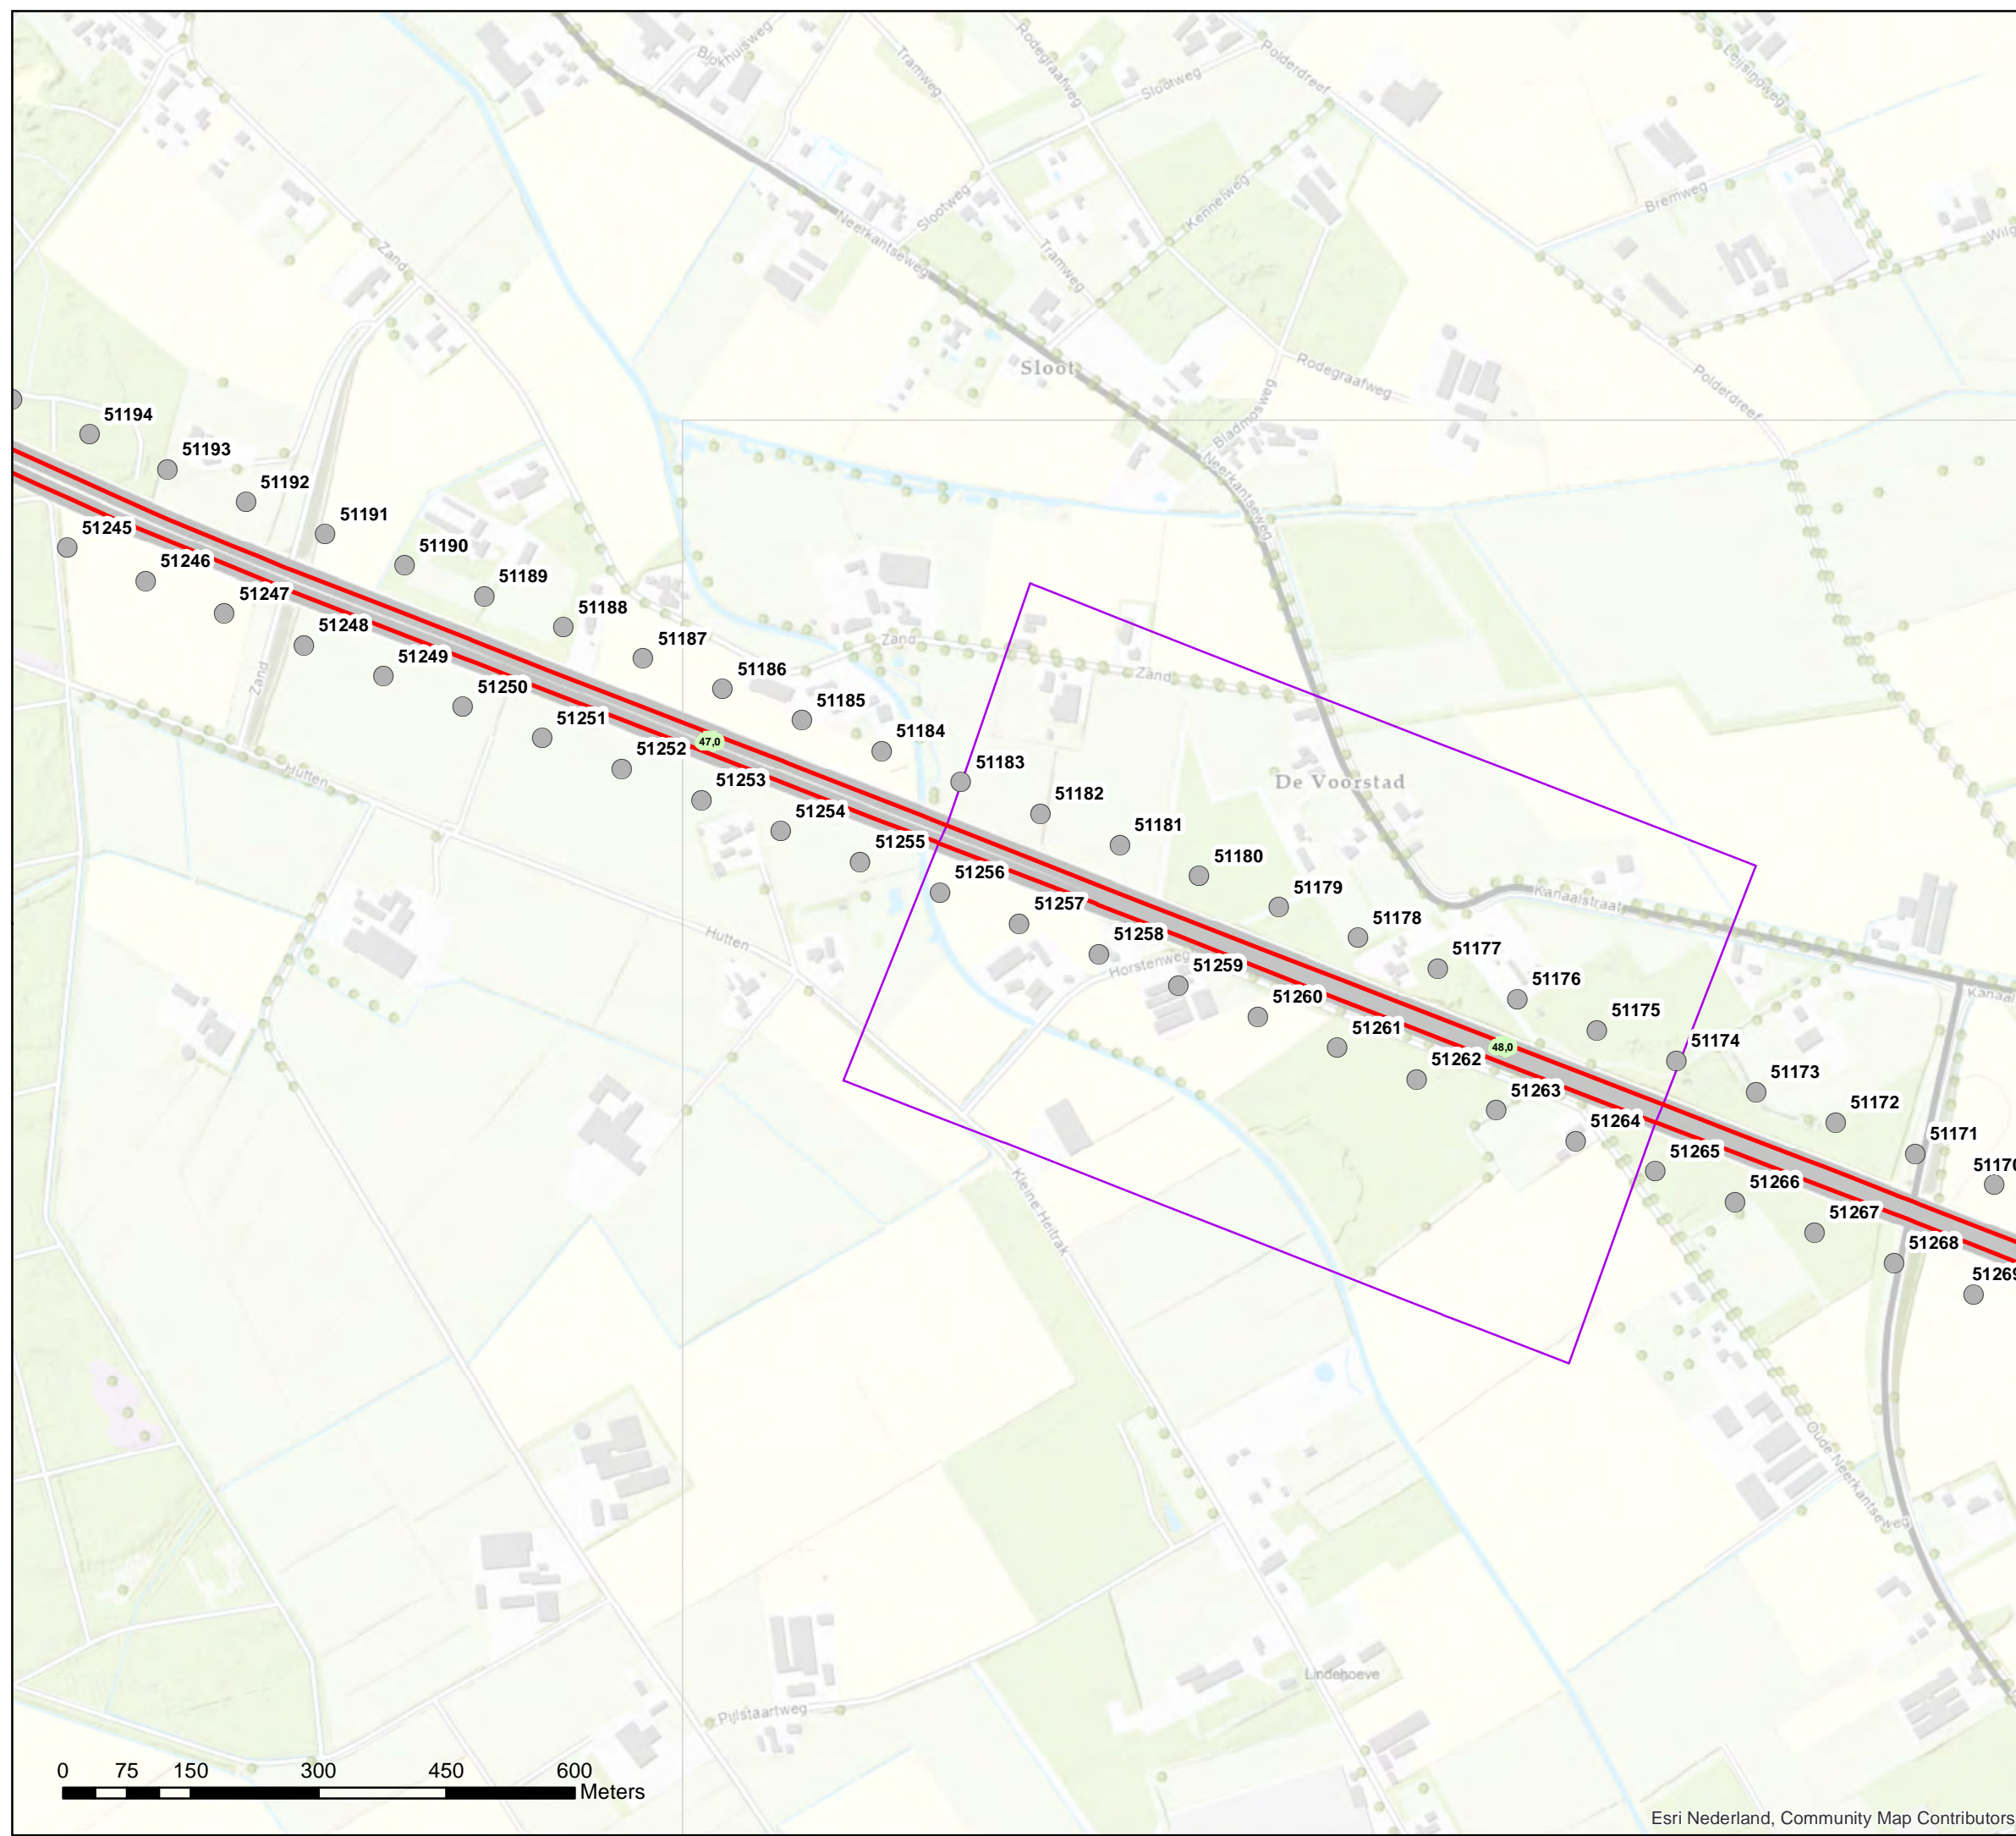 Blokhuisweg
Tramweg
Rodegraafweg
Slootweg
Polderdreef
Leijsingweg
Zand
Neerkantseweg
Slootweg
Tramweg
Kennelweg
Bremweg
Wilg
Sloot
Rodegraafweg
Polderdreef
Bladmosweg
Neerkantseweg
51194
51193
51192
51191
51190
51189
51188
51187
51186
51185
51184
51183
51182
51181
51180
51179
51178
51177
51176
51175
51174
51173
51172
51171
51170
51245
51246
51247
51248
51249
51250
51251
51252
51253
51254
51255
51256
51257
51258
51259
51260
51261
51262
51263
51264
51265
51266
51267
51268
51269
47,0
48,0
Zand
Zand
Zand
De Voorstad
Kanaalstraat
Kanaal
Hutten
Hutten
Horstenweg
Kleine Heitrak
Oude Neerkantseweg
Lindehoeve
Pijlstaartweg
0 75 150 300 450 600
Meters
Esri Nederland, Community Map Contributors